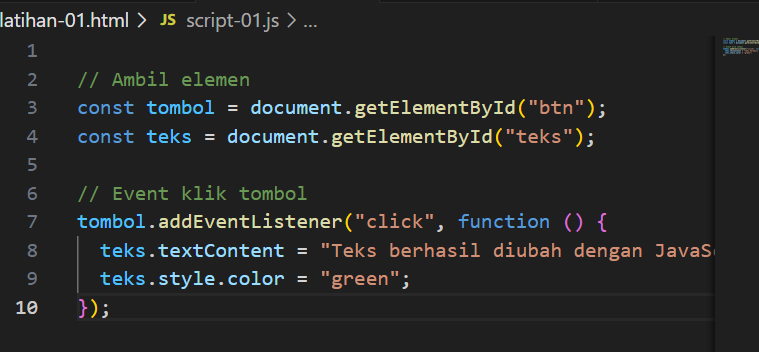 latihan-01.html > JS script-01.js > ...
1
2 // Ambil elemen
3 const tombol = document.getElementById("btn");
4 const teks = document.getElementById("teks");
5
6 // Event klik tombol
7 tombol.addEventListener("click", function () {
8 teks.textContent = "Teks berhasil diubah dengan JavaSc
9 teks.style.color = "green";
10 });